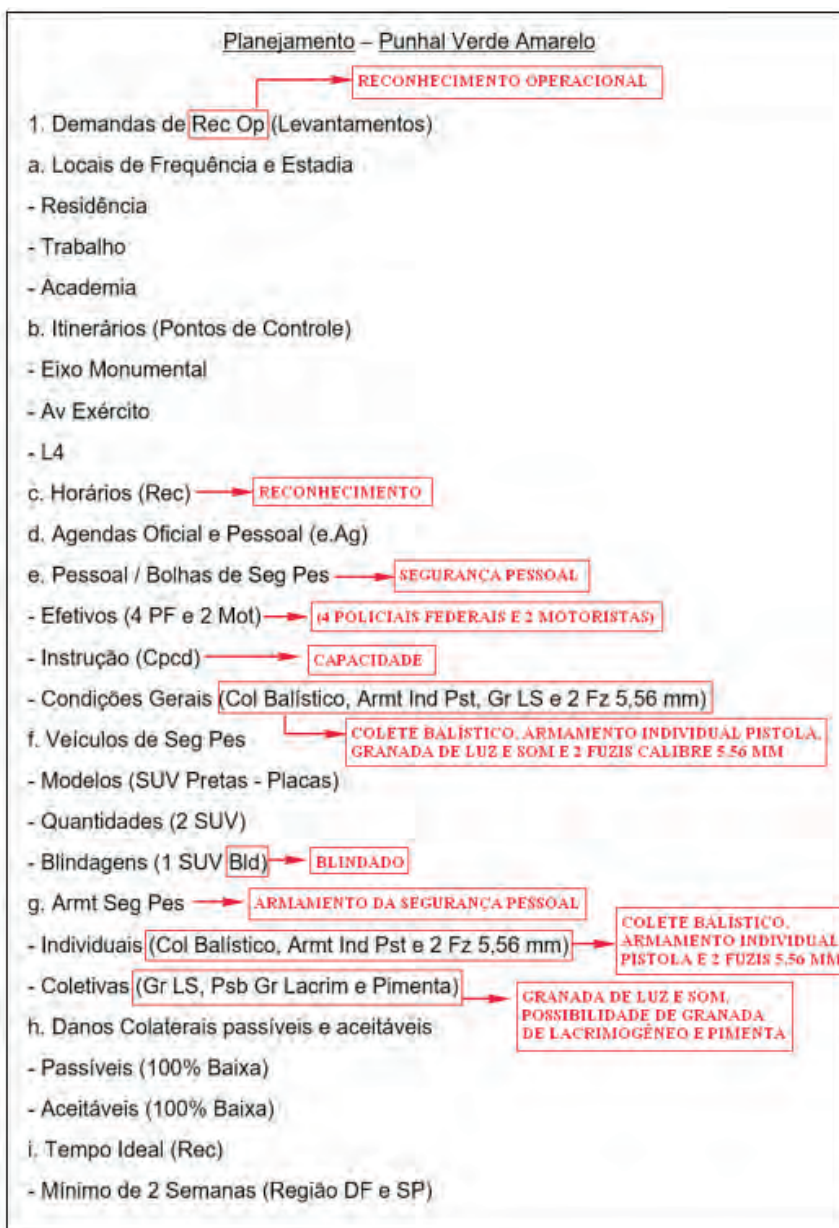 Planejamento – Punhal Verde Amarelo
RECONHECIMENTO OPERACIONAL
1. Demandas de Rec Op (Levantamentos)
a. Locais de Frequência e Estadia
- Residência
- Trabalho
- Academia
b. Itinerários (Pontos de Controle)
- Eixo Monumental
- Av Exército
- L4
c. Horários (Rec) RECONHECIMENTO
d. Agendas Oficial e Pessoal (e.Ag)
e. Pessoal / Bolhas de Seg Pes SEGURANÇA PESSOAL
- Efetivos (4 PF e 2 Mot) (4 POLICIAIS FEDERAIS E 2 MOTORISTAS)
- Instrução (Cpcd) CAPACIDADE
- Condições Gerais (Col Balístico, Armt Ind Pst, Gr LS e 2 Fz 5,56 mm)
COLETE BALÍSTICO, ARMAMENTO INDIVIDUAL PISTOLA,
GRANADA DE LUZ E SOM E 2 FUZIS CALIBRE 5.56 MM
f. Veículos de Seg Pes
- Modelos (SUV Pretas - Placas)
- Quantidades (2 SUV)
- Blindagens (1 SUV Bld) BLINDADO
g. Armt Seg Pes ARMAMENTO DA SEGURANÇA PESSOAL
- Individuais (Col Balístico, Armt Ind Pst e 2 Fz 5,56 mm)
COLETE BALÍSTICO,
ARMAMENTO INDIVIDUAL
PISTOLA E 2 FUZIS 5.56 MM
- Coletivas (Gr LS, Psb Gr Lacrim e Pimenta)
GRANADA DE LUZ E SOM,
POSSIBILIDADE DE GRANADA
DE LACRIMOGÊNEO E PIMENTA
h. Danos Colaterais passíveis e aceitáveis
- Passíveis (100% Baixa)
- Aceitáveis (100% Baixa)
i. Tempo Ideal (Rec)
- Mínimo de 2 Semanas (Região DF e SP)